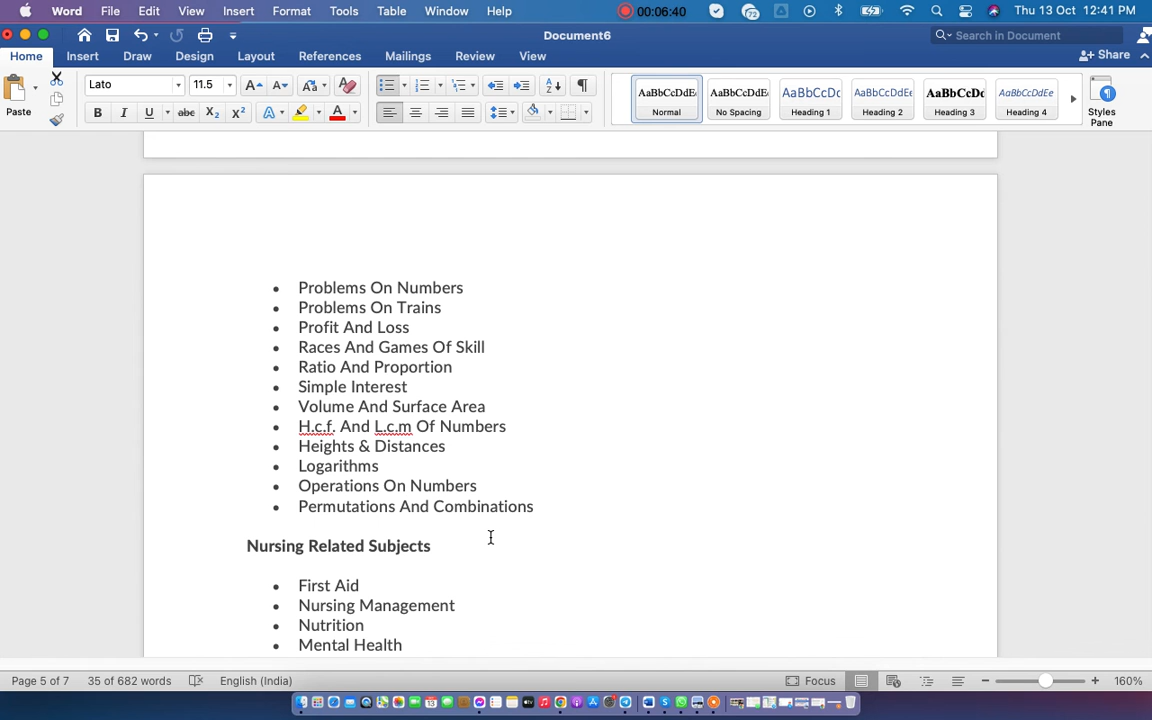 Word File Edit View Insert Format Tools Table Window Help 00:06:40 72 Thu 13 Oct 12:41 PM
Document6 Search in Document
Home Insert Draw Design Layout References Mailings Review View Share
Paste Lato 11.5 AaBbCcDdEe AaBbCcDdEe AaBbCcDc AaBbCcDdEe AaBbCcDc AaBbCcDdEe
Normal No Spacing Heading 1 Heading 2 Heading 3 Heading 4 Styles Pane
• Problems On Numbers
• Problems On Trains
• Profit And Loss
• Races And Games Of Skill
• Ratio And Proportion
• Simple Interest
• Volume And Surface Area
• H.c.f. And L.c.m Of Numbers
• Heights & Distances
• Logarithms
• Operations On Numbers
• Permutations And Combinations
Nursing Related Subjects
• First Aid
• Nursing Management
• Nutrition
• Mental Health
Page 5 of 7 35 of 682 words English (India) Focus 160%